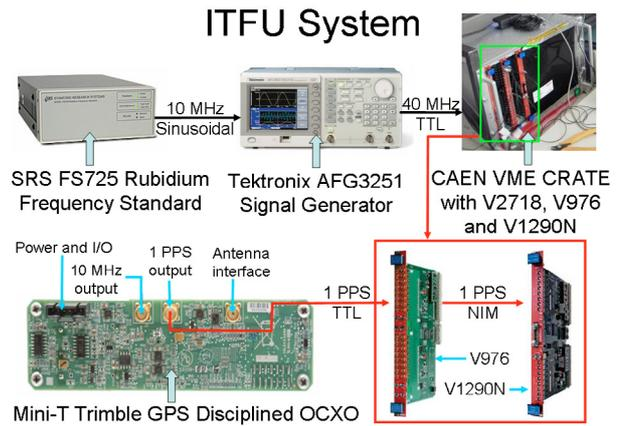 ITFU System
10 MHz
Sinusoidal
40 MHz
TTL
SRS FS725 Rubidium
Frequency Standard
Tektronix AFG3251
Signal Generator
CAEN VME CRATE
with V2718, V976
and V1290N
Power and I/O
10 MHz
output
1 PPS
output
Antenna
interface
1 PPS
TTL
1 PPS
NIM
V976
V1290N
Mini-T Trimble GPS Disciplined OCXO